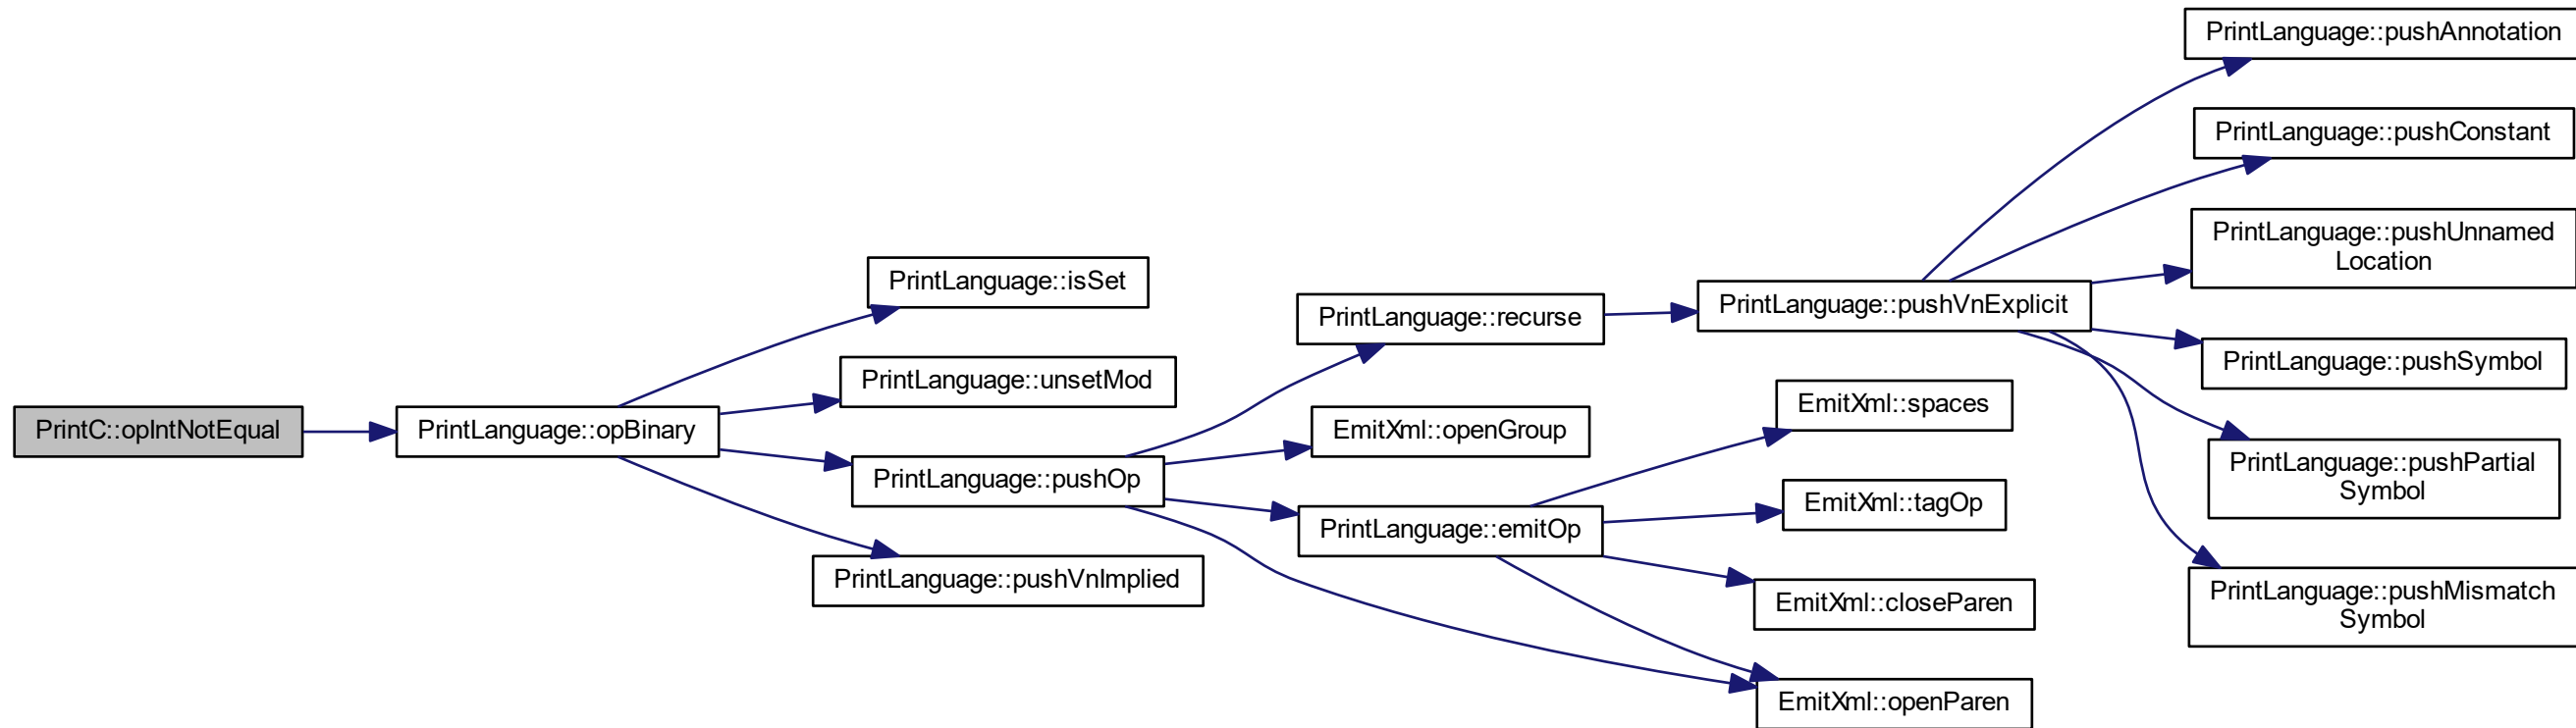 PrintLanguage::pushAnnotation
PrintLanguage::pushConstant
PrintLanguage::pushUnnamed
Location
PrintLanguage::isSet
PrintLanguage::recurse
PrintLanguage::pushVnExplicit
PrintLanguage::pushSymbol
PrintLanguage::unsetMod
EmitXml::spaces
PrintC::opIntNotEqual
PrintLanguage::opBinary
EmitXml::openGroup
PrintLanguage::pushPartial
Symbol
PrintLanguage::pushOp
EmitXml::tagOp
PrintLanguage::emitOp
PrintLanguage::pushVnImplied
PrintLanguage::pushMismatch
Symbol
EmitXml::closeParen
EmitXml::openParen